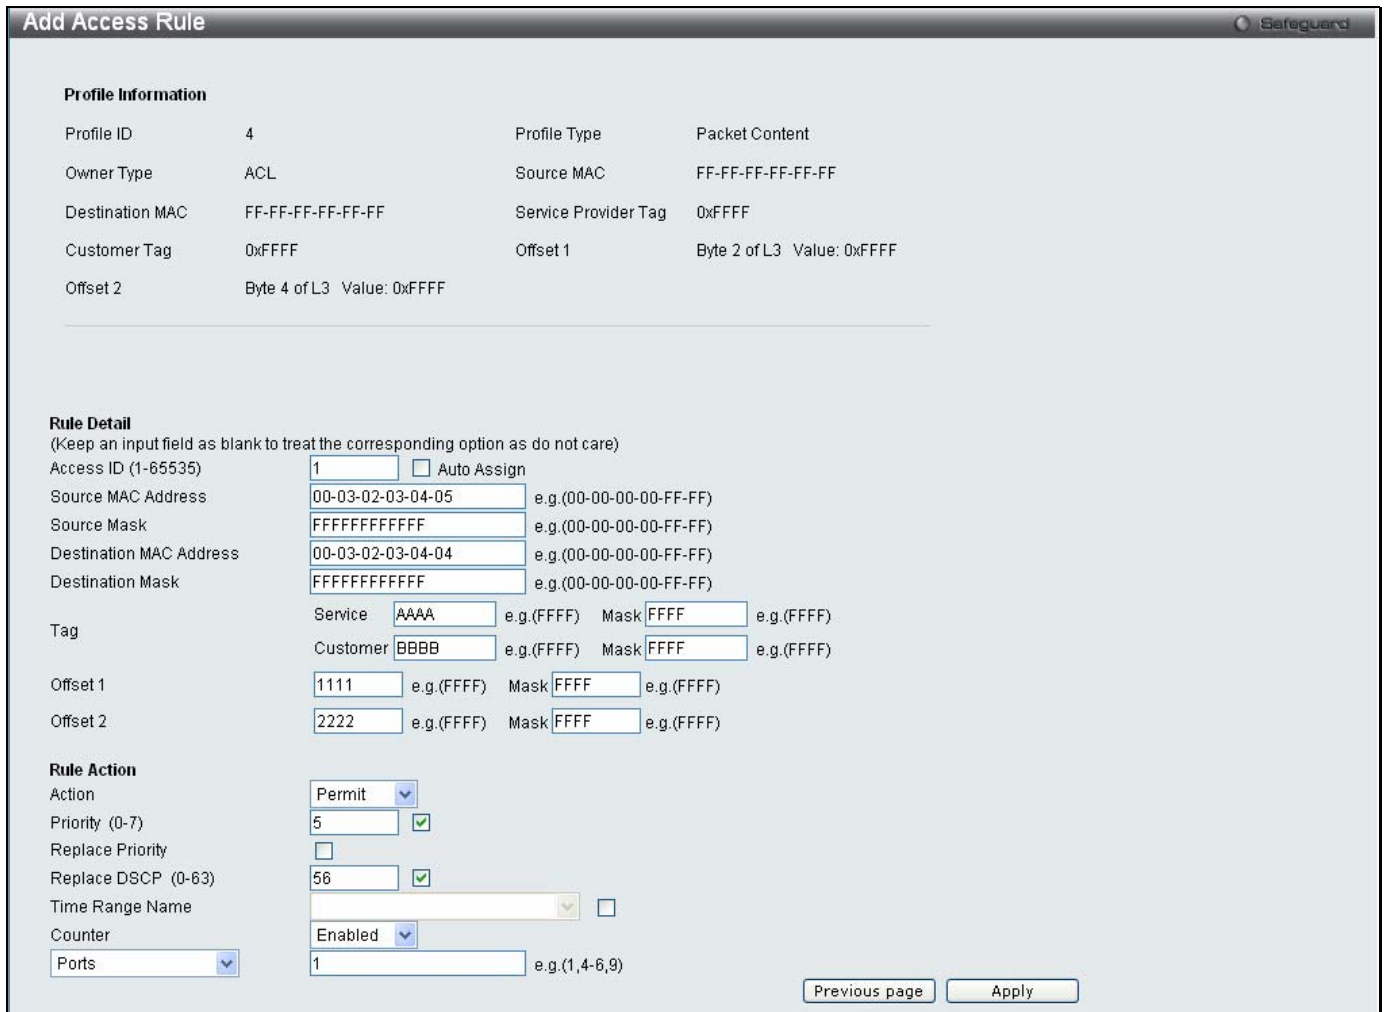 Add Access Rule Safeguard
Profile Information
Profile ID 4 Profile Type Packet Content
Owner Type ACL Source MAC FF-FF-FF-FF-FF-FF
Destination MAC FF-FF-FF-FF-FF-FF Service Provider Tag 0xFFFF
Customer Tag 0xFFFF Offset 1 Byte 2 of L3 Value: 0xFFFF
Offset 2 Byte 4 of L3 Value: 0xFFFF
Rule Detail
(Keep an input field as blank to treat the corresponding option as do not care)
Access ID (1-65535) 1 Auto Assign
Source MAC Address 00-03-02-03-04-05 e.g.(00-00-00-00-FF-FF)
Source Mask FFFFFFFFFFFF e.g.(00-00-00-00-FF-FF)
Destination MAC Address 00-03-02-03-04-04 e.g.(00-00-00-00-FF-FF)
Destination Mask FFFFFFFFFFFF e.g.(00-00-00-00-FF-FF)
Tag
Service AAAA e.g.(FFFF) Mask FFFF e.g.(FFFF)
Customer BBBB e.g.(FFFF) Mask FFFF e.g.(FFFF)
Offset 1 1111 e.g.(FFFF) Mask FFFF e.g.(FFFF)
Offset 2 2222 e.g.(FFFF) Mask FFFF e.g.(FFFF)
Rule Action
Action Permit
Priority (0-7) 5
Replace Priority
Replace DSCP (0-63) 56
Time Range Name
Counter Enabled
Ports 1 e.g.(1,4-6,9)
Previous page Apply